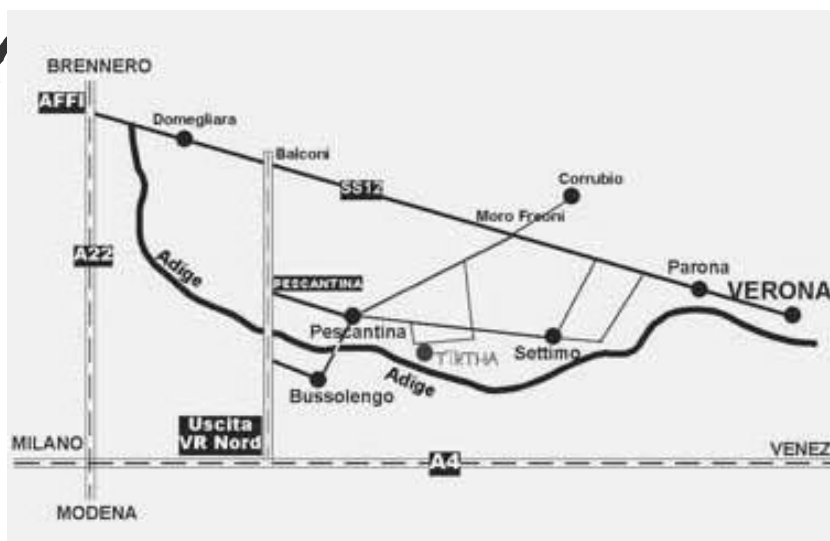 BRENNERO
AFFI
Domegliara
Balconi
SS12
Corrubio
Moro Freoni
A22
Adige
PESCANTINA
Parona
VERONA
Pescantina
TIRTHA
Settimo
Adige
Bussolengo
Uscita
VR Nord
MILANO
A4
VENEZ
MODENA